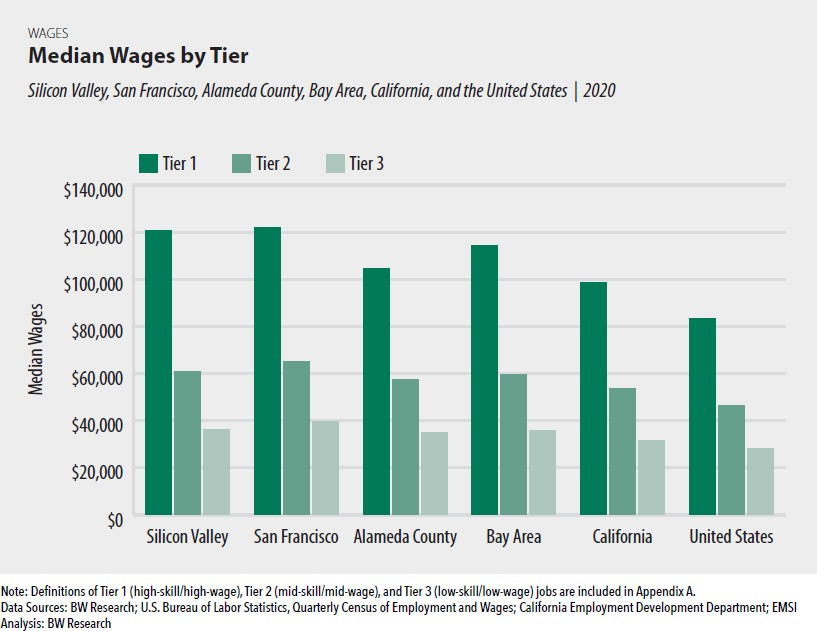 WAGES
Median Wages by Tier
Silicon Valley, San Francisco, Alameda County, Bay Area, California, and the United States | 2020
Tier 1 Tier 2 Tier 3
$140,000
$120,000
$100,000
$80,000
$60,000
$40,000
$20,000
$0
Median Wages
Silicon Valley San Francisco Alameda County Bay Area California United States
Note: Definitions of Tier 1 (high-skill/high-wage), Tier 2 (mid-skill/mid-wage), and Tier 3 (low-skill/low-wage) jobs are included in Appendix A.
Data Sources: BW Research; U.S. Bureau of Labor Statistics, Quarterly Census of Employment and Wages; California Employment Development Department; EMSI
Analysis: BW Research